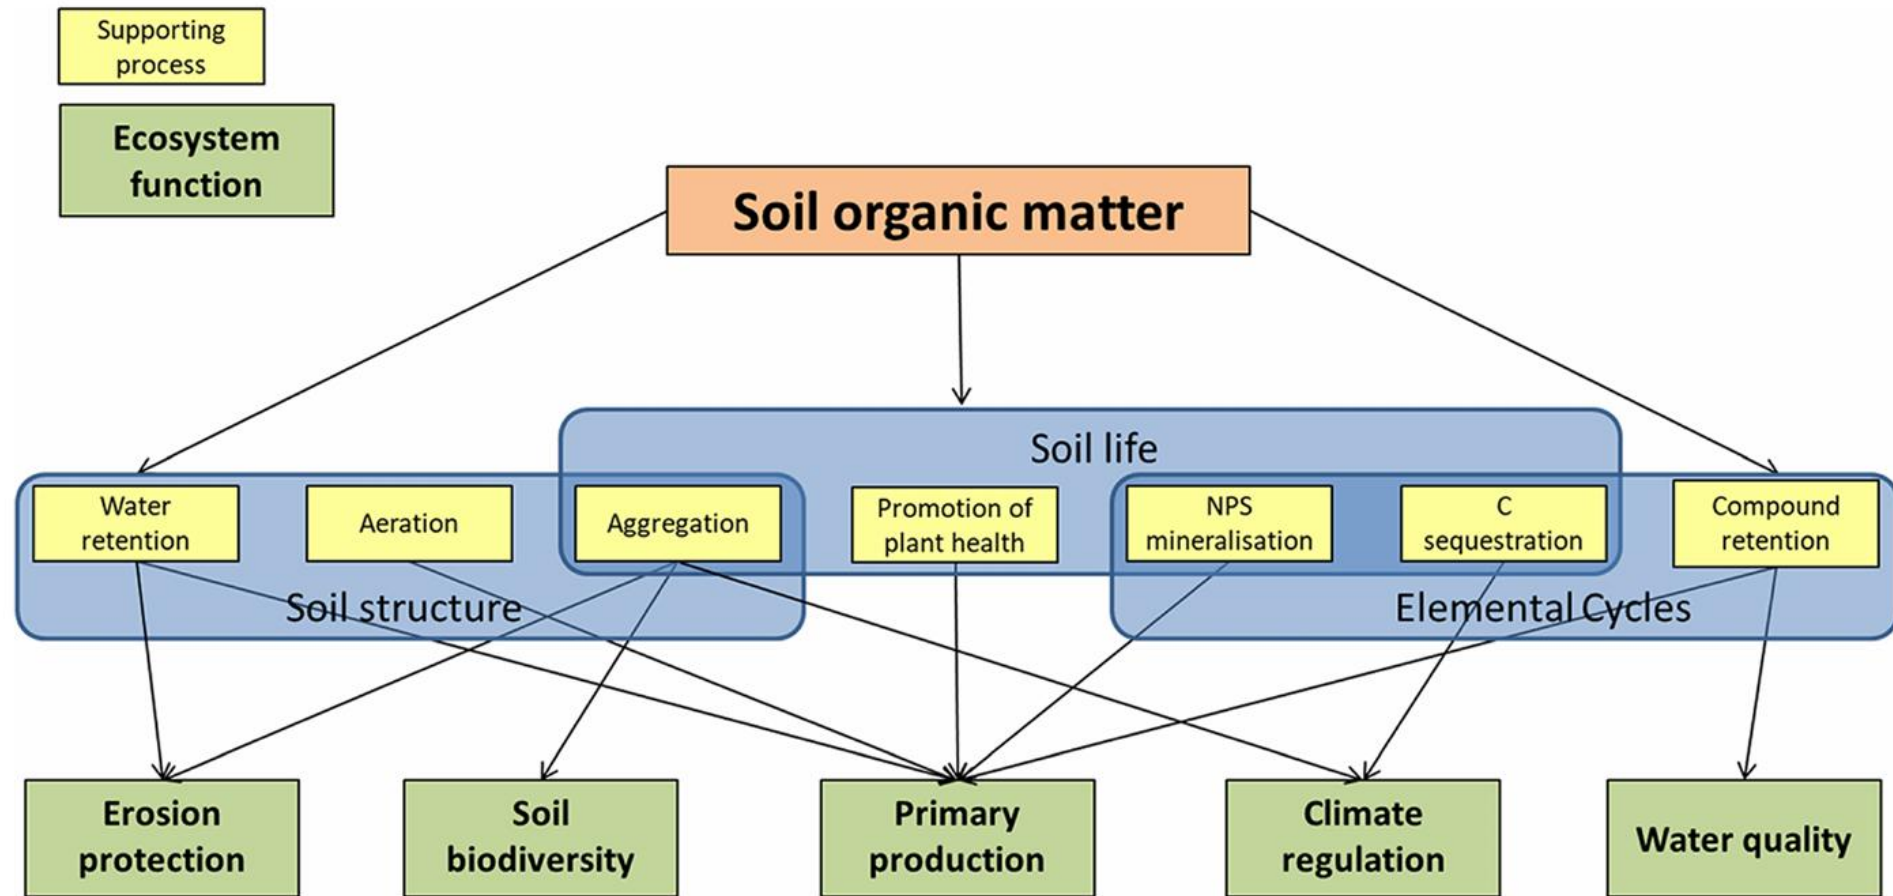 Supporting
process
Ecosystem
function
Soil organic matter
Soil life
Water
retention
Aeration
Aggregation
Promotion of
plant health
NPS
mineralisation
C
sequestration
Compound
retention
Soil structure
Elemental Cycles
Erosion
protection
Soil
biodiversity
Primary
production
Climate
regulation
Water quality